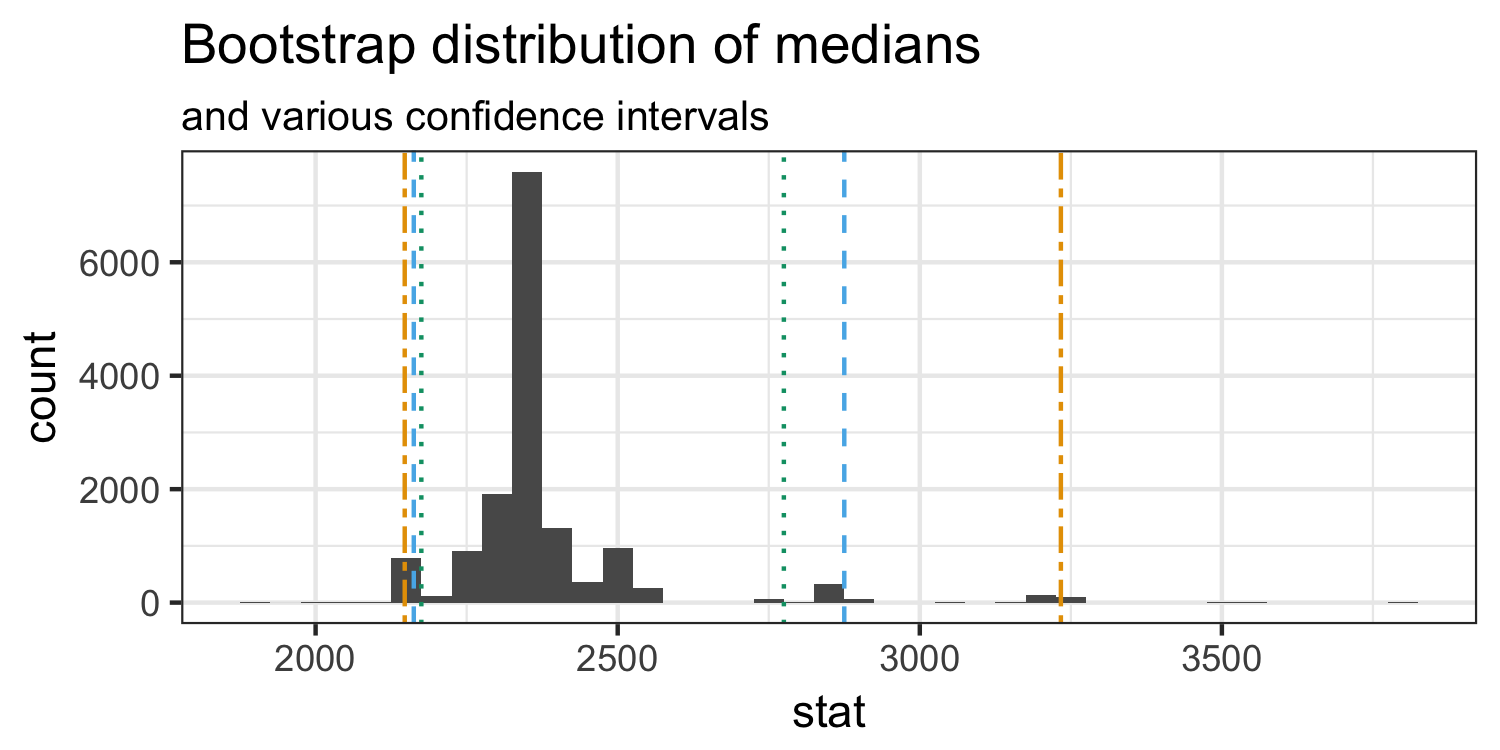 Bootstrap distribution of medians
and various confidence intervals
count
6000
4000
2000
0
2000 2500 3000 3500
stat